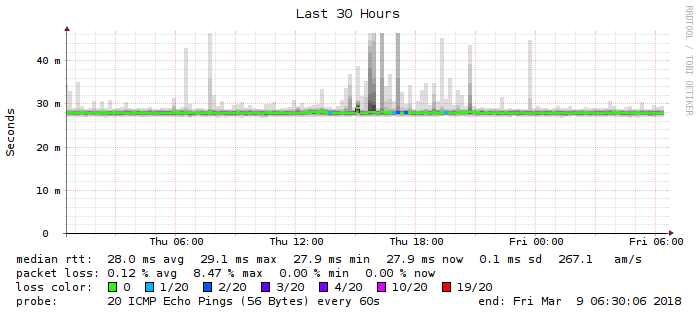 Last 30 Hours
RRDTOOL / TOBI OETIKER
Seconds
40 m
30 m
20 m
10 m
0
Thu 06:00 Thu 12:00 Thu 18:00 Fri 00:00 Fri 06:00
median rtt: 28.0 ms avg 29.1 ms max 27.9 ms min 27.9 ms now 0.1 ms sd 267.1 am/s
packet loss: 0.12 % avg 8.47 % max 0.00 % min 0.00 % now
loss color: 0 1/20 2/20 3/20 4/20 10/20 19/20
probe: 20 ICMP Echo Pings (56 Bytes) every 60s end: Fri Mar 9 06:30:06 2018